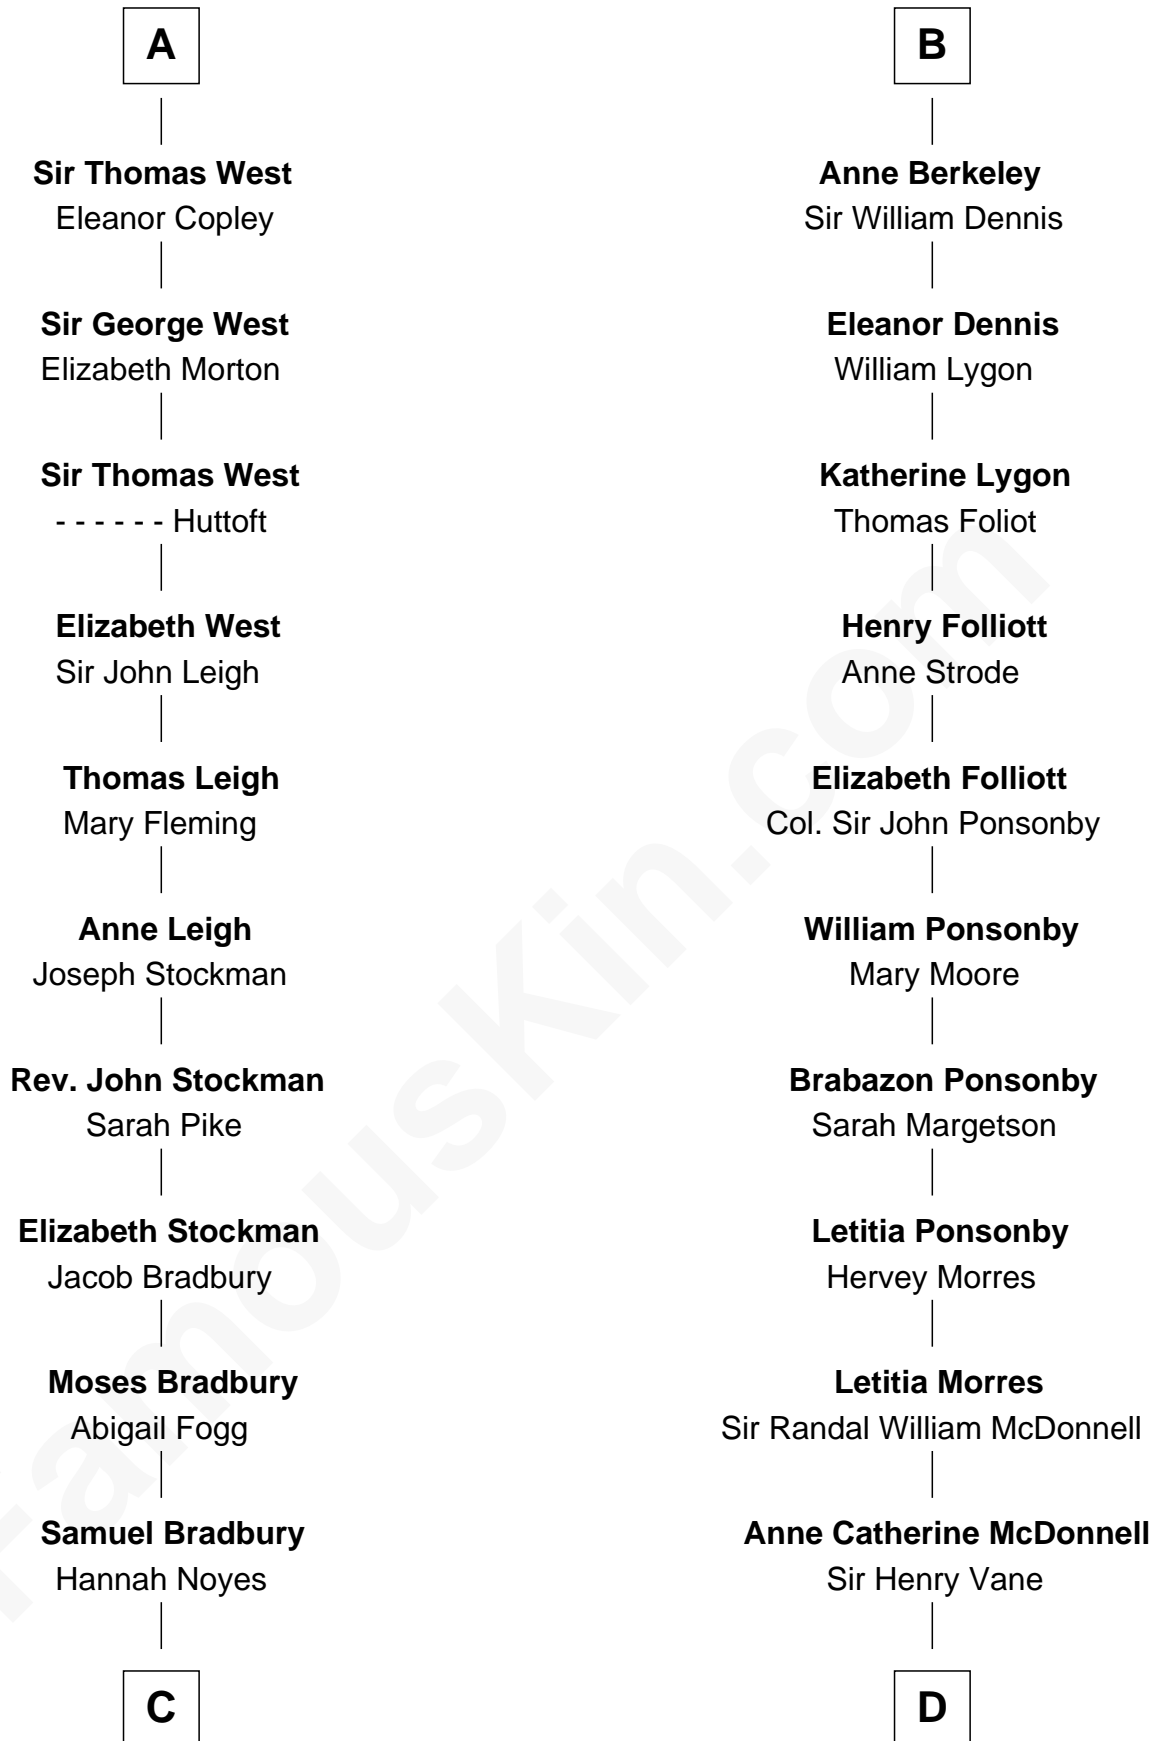 A
Sir Thomas West
Eleanor Copley
Sir George West
Elizabeth Morton
Sir Thomas West
- - - - - - Huttoft
Elizabeth West
Sir John Leigh
Thomas Leigh
Mary Fleming
Anne Leigh
Joseph Stockman
Rev. John Stockman
Sarah Pike
Elizabeth Stockman
Jacob Bradbury
Moses Bradbury
Abigail Fogg
Samuel Bradbury
Hannah Noyes
C
B
Anne Berkeley
Sir William Dennis
Eleanor Dennis
William Lygon
Katherine Lygon
Thomas Foliot
Henry Folliott
Anne Strode
Elizabeth Folliott
Col. Sir John Ponsonby
William Ponsonby
Mary Moore
Brabazon Ponsonby
Sarah Margetson
Letitia Ponsonby
Hervey Morres
Letitia Morres
Sir Randal William McDonnell
Anne Catherine McDonnell
Sir Henry Vane
D
FamousKin.com